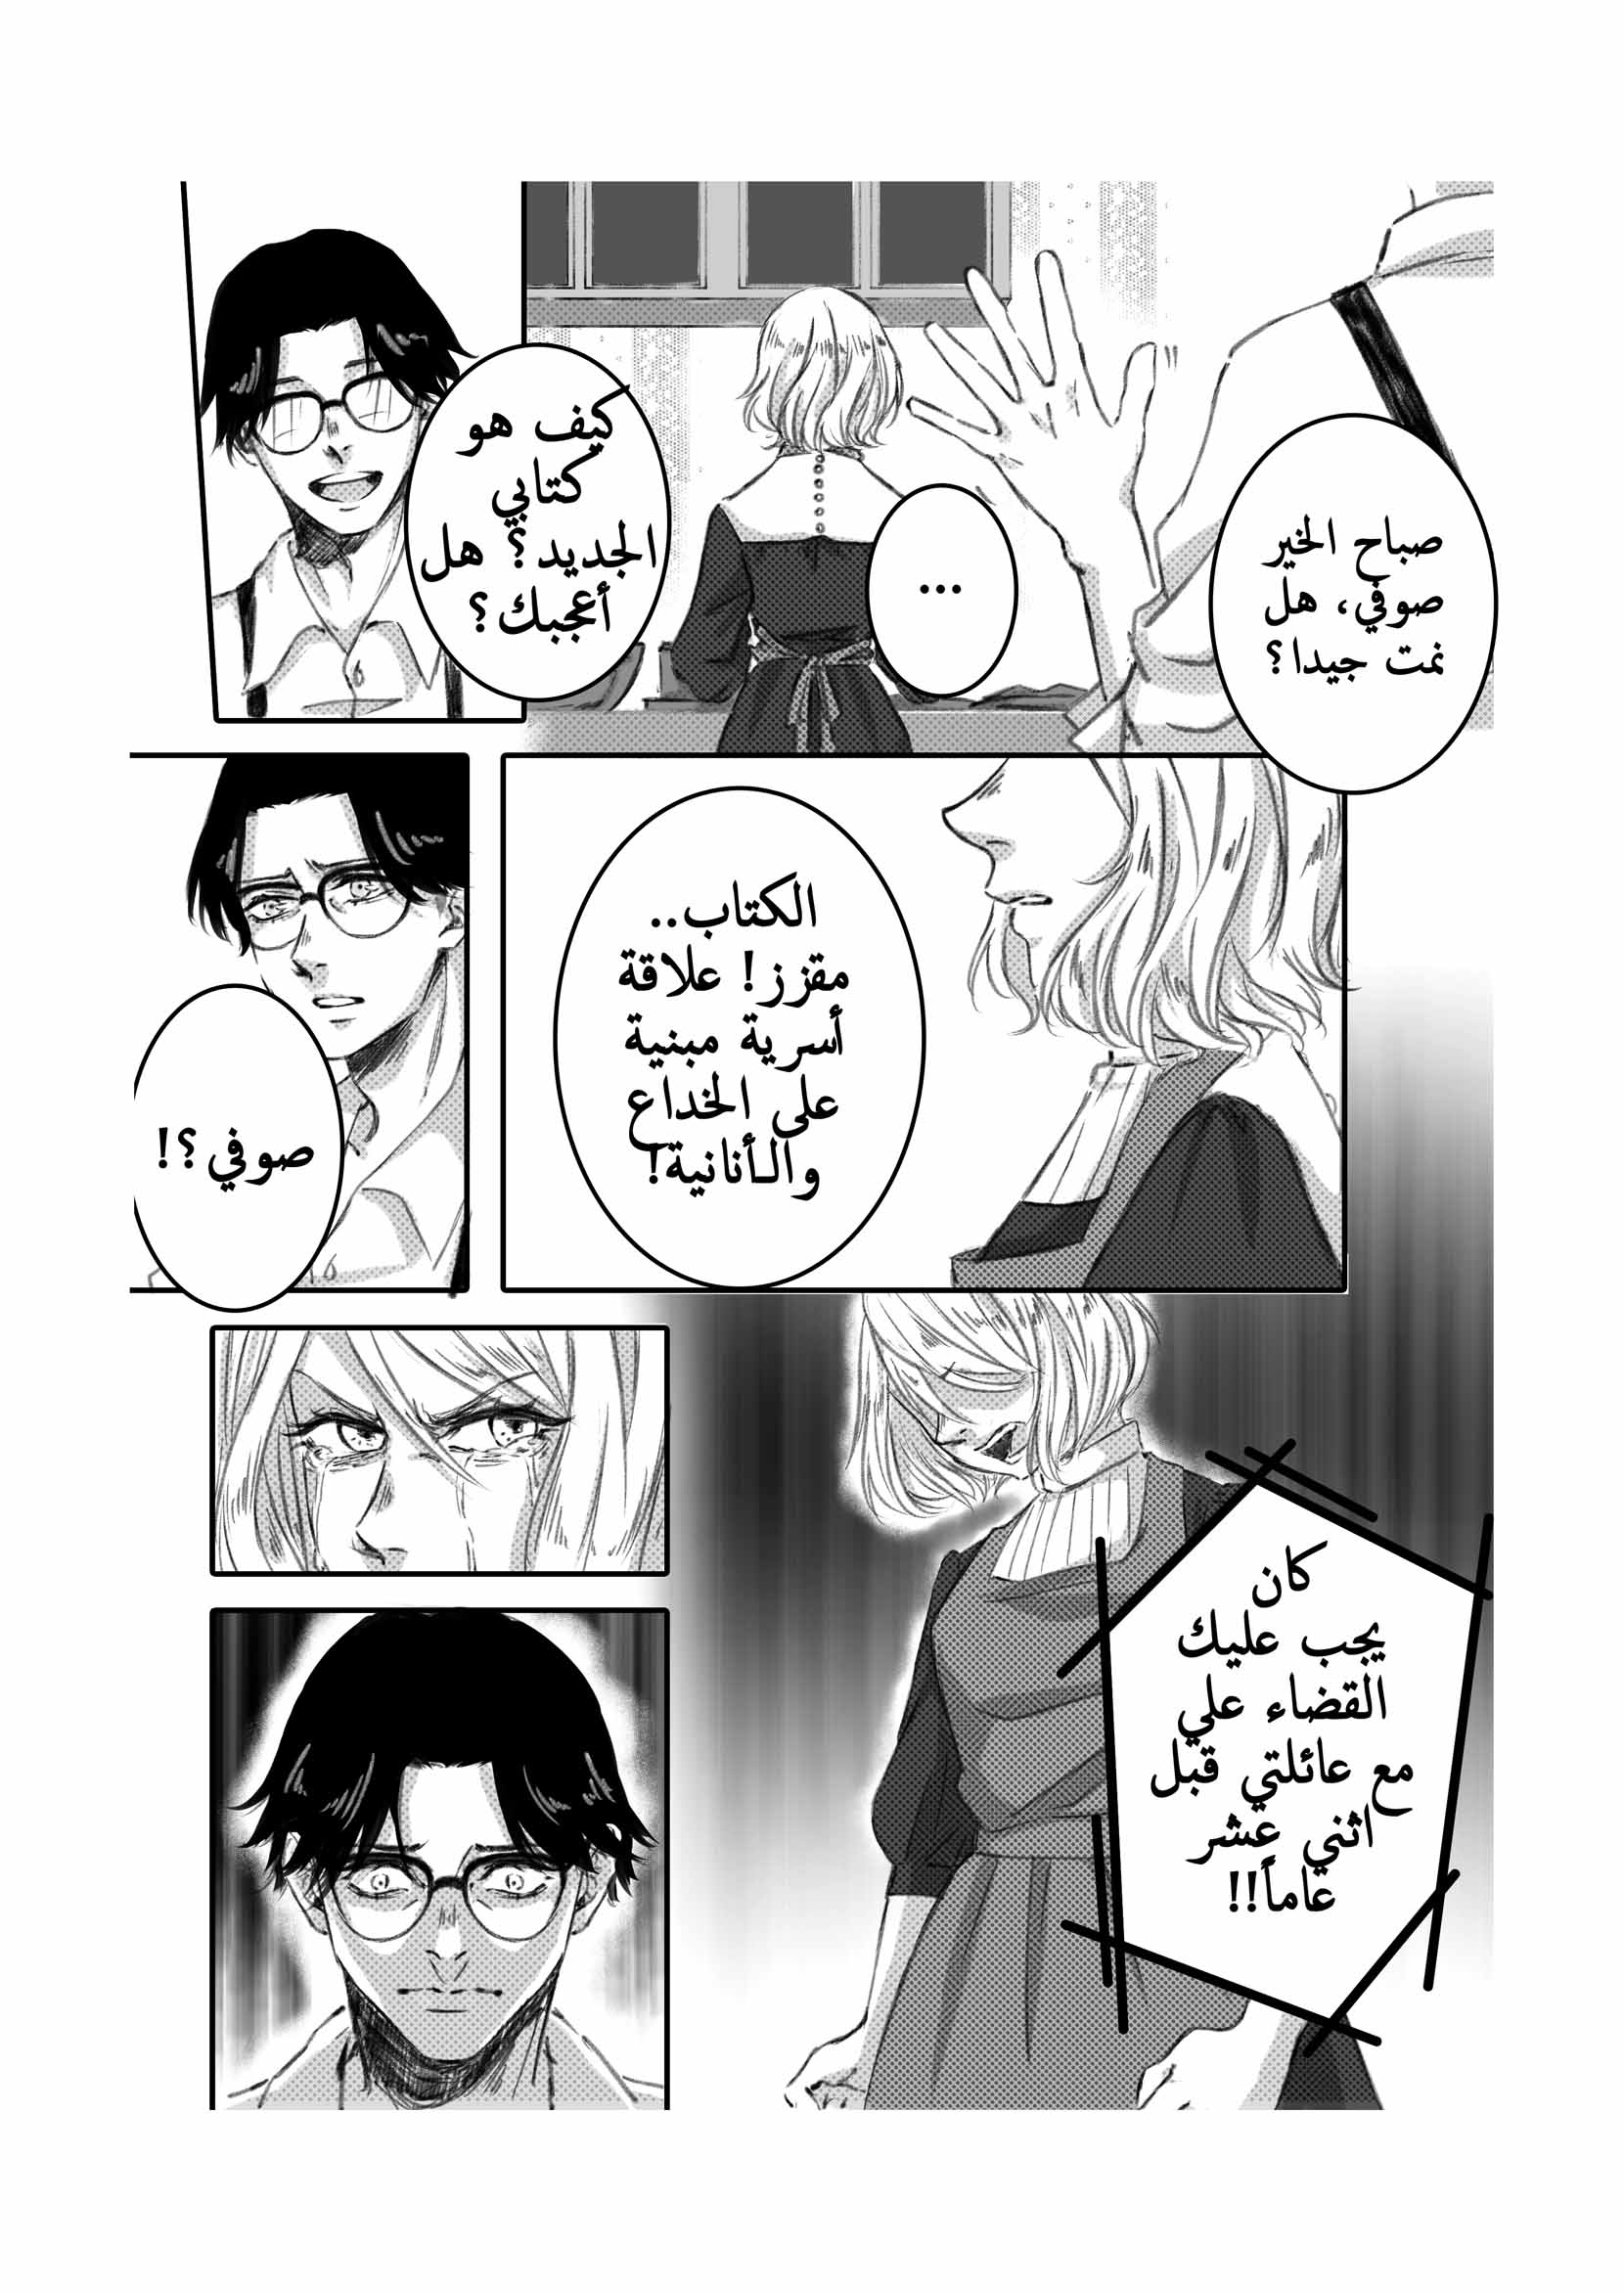 صباح الخير
صوفي، هل
نمت جيدا؟
...
كيف هو
كتابي
الجديد؟ هل
أعجبك؟
الكتاب..
مقزز! علاقة
أسرية مبنية
على الخداع
والـأنانية!
صوفي؟!
كان
يجب عليك
القضاء علي
مع عائلتي قبل
اثني عشر
عاماً!!